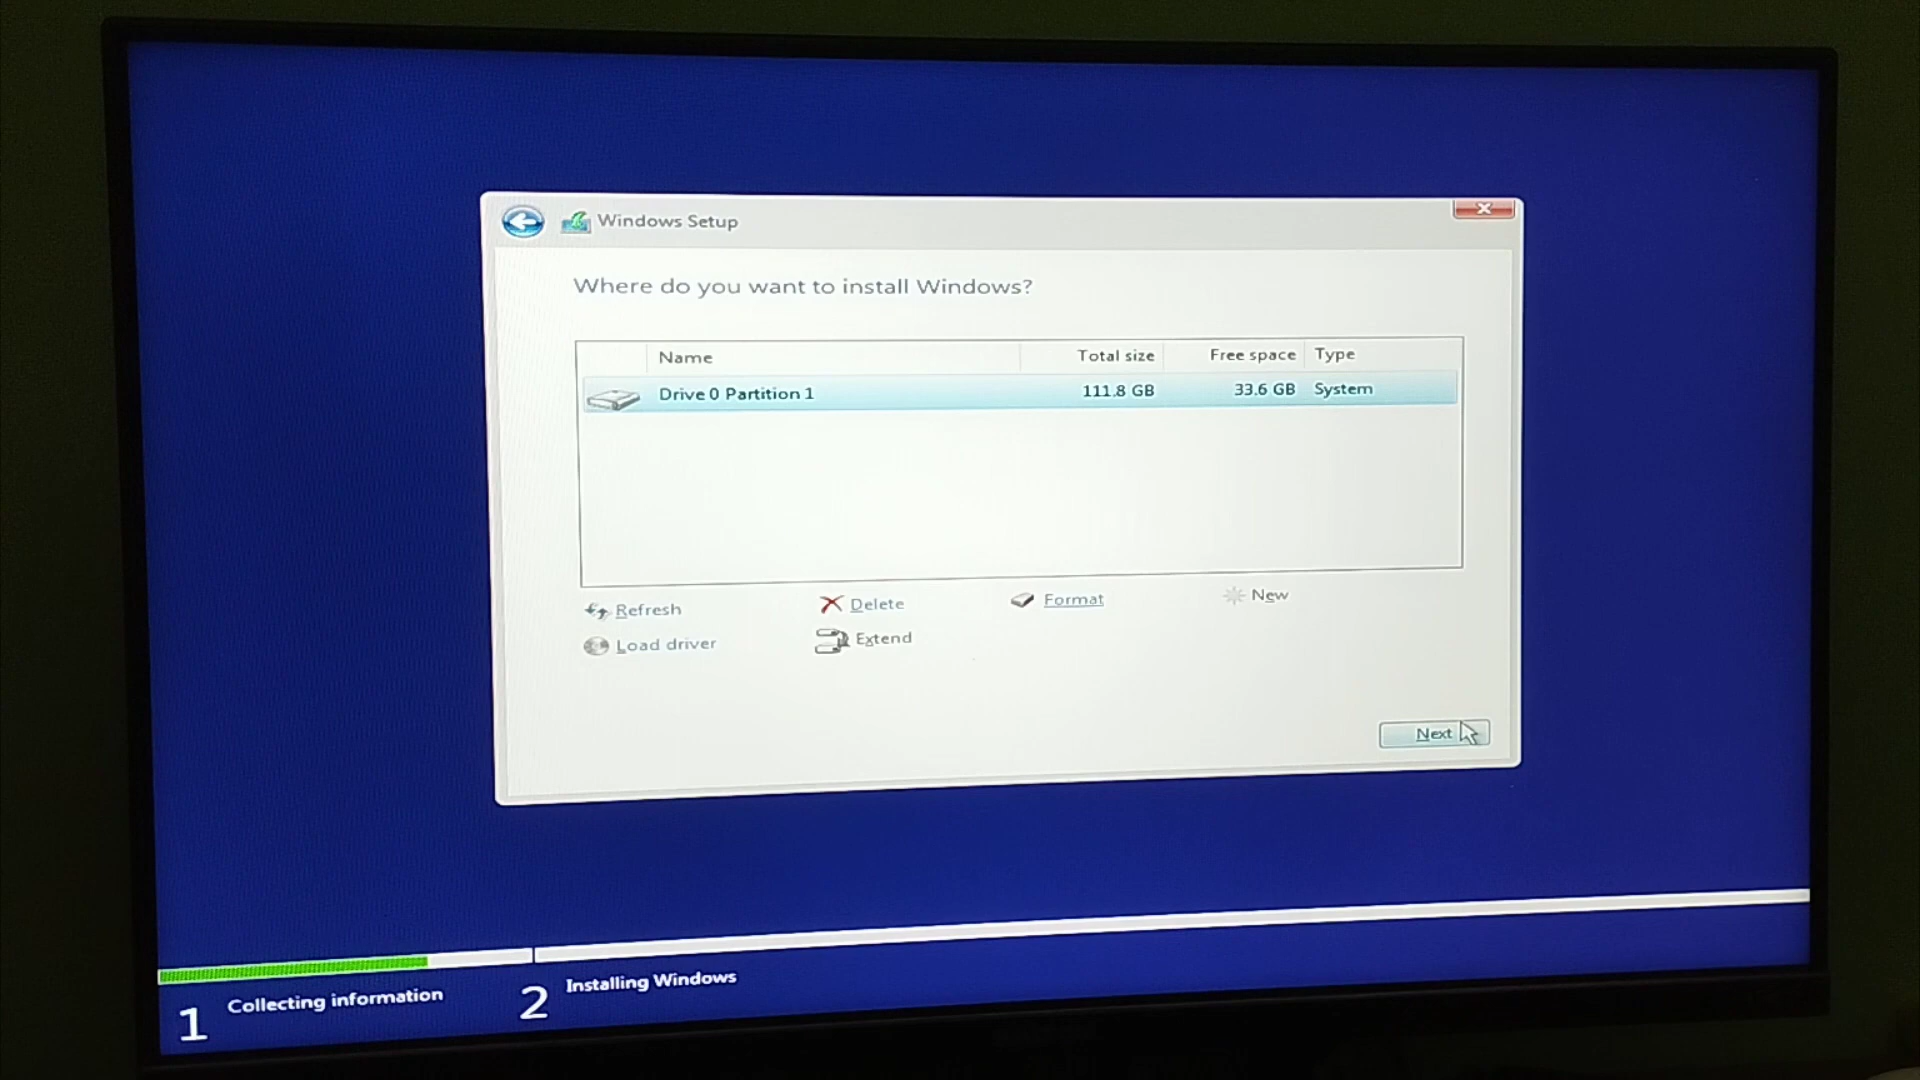 Windows Setup
Where do you want to install Windows?
Name Total size Free space Type
Drive 0 Partition 1 111.8 GB 33.6 GB System
Refresh Delete Format New
Load driver Extend
Next
1 Collecting information 2 Installing Windows